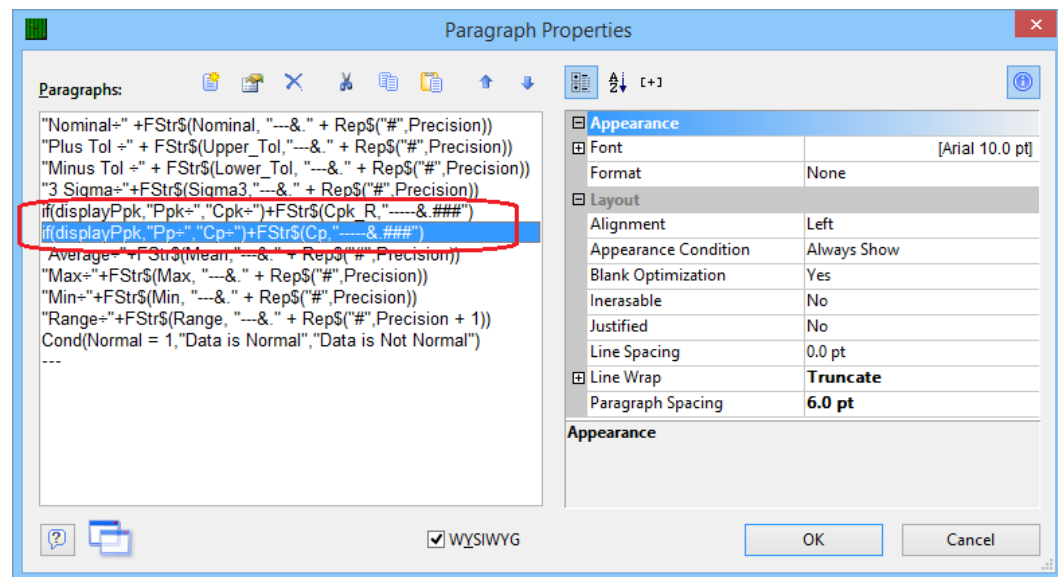 Paragraph Properties
Paragraphs:
"Nominal÷" +FStr$(Nominal, "---&." + Rep$("#",Precision))
"Plus Tol ÷" + FStr$(Upper_Tol,"---&." + Rep$("#",Precision))
"Minus Tol ÷" + FStr$(Lower_Tol, "---&." + Rep$("#",Precision))
"3 Sigma÷"+FStr$(Sigma3,"---&." + Rep$("#",Precision))
if(displayPpk,"Ppk÷","Cpk÷")+FStr$(Cpk_R,"-----&.###")
if(displayPpk,"Pp÷","Cp÷")+FStr$(Cp,"-----&.###")
"Average÷"+FStr$(Mean,"---&." + Rep$("#",Precision))
"Max÷"+FStr$(Max, "---&." + Rep$("#",Precision))
"Min÷"+FStr$(Min, "---&." + Rep$("#",Precision))
"Range÷"+FStr$(Range, "---&." + Rep$("#",Precision + 1))
Cond(Normal = 1,"Data is Normal","Data is Not Normal")
---
WYSIWYG
Appearance
Font [Arial 10.0 pt]
Format None
Layout
Alignment Left
Appearance Condition Always Show
Blank Optimization Yes
Inerasable No
Justified No
Line Spacing 0.0 pt
Line Wrap Truncate
Paragraph Spacing 6.0 pt
Appearance
OK Cancel